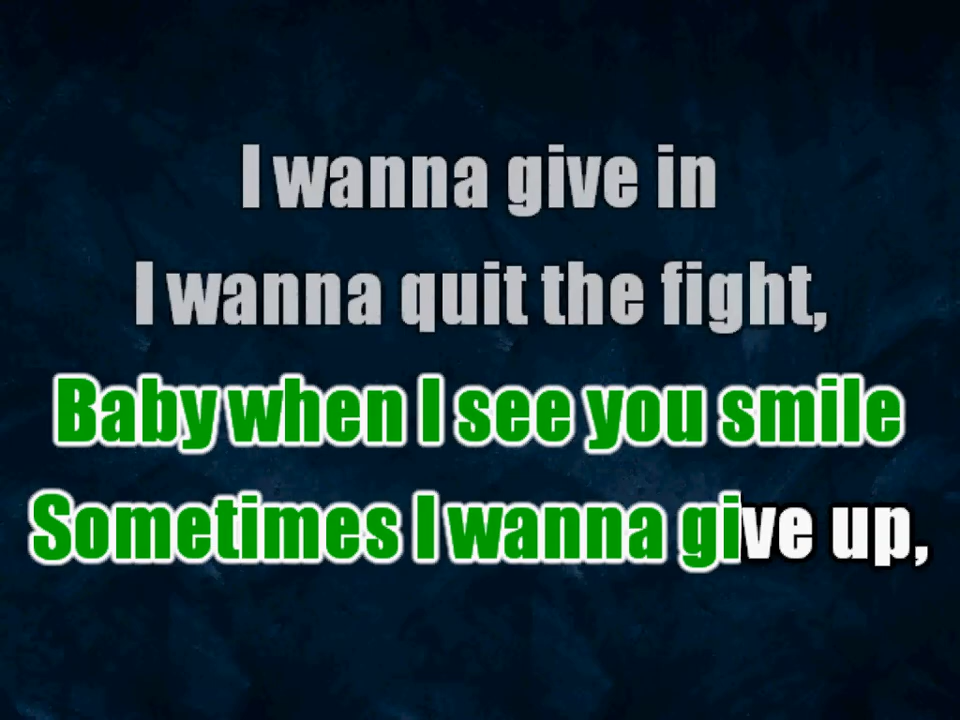 I wanna give in
I wanna quit the fight,
Baby when I see you smile
Sometimes I wanna give up,